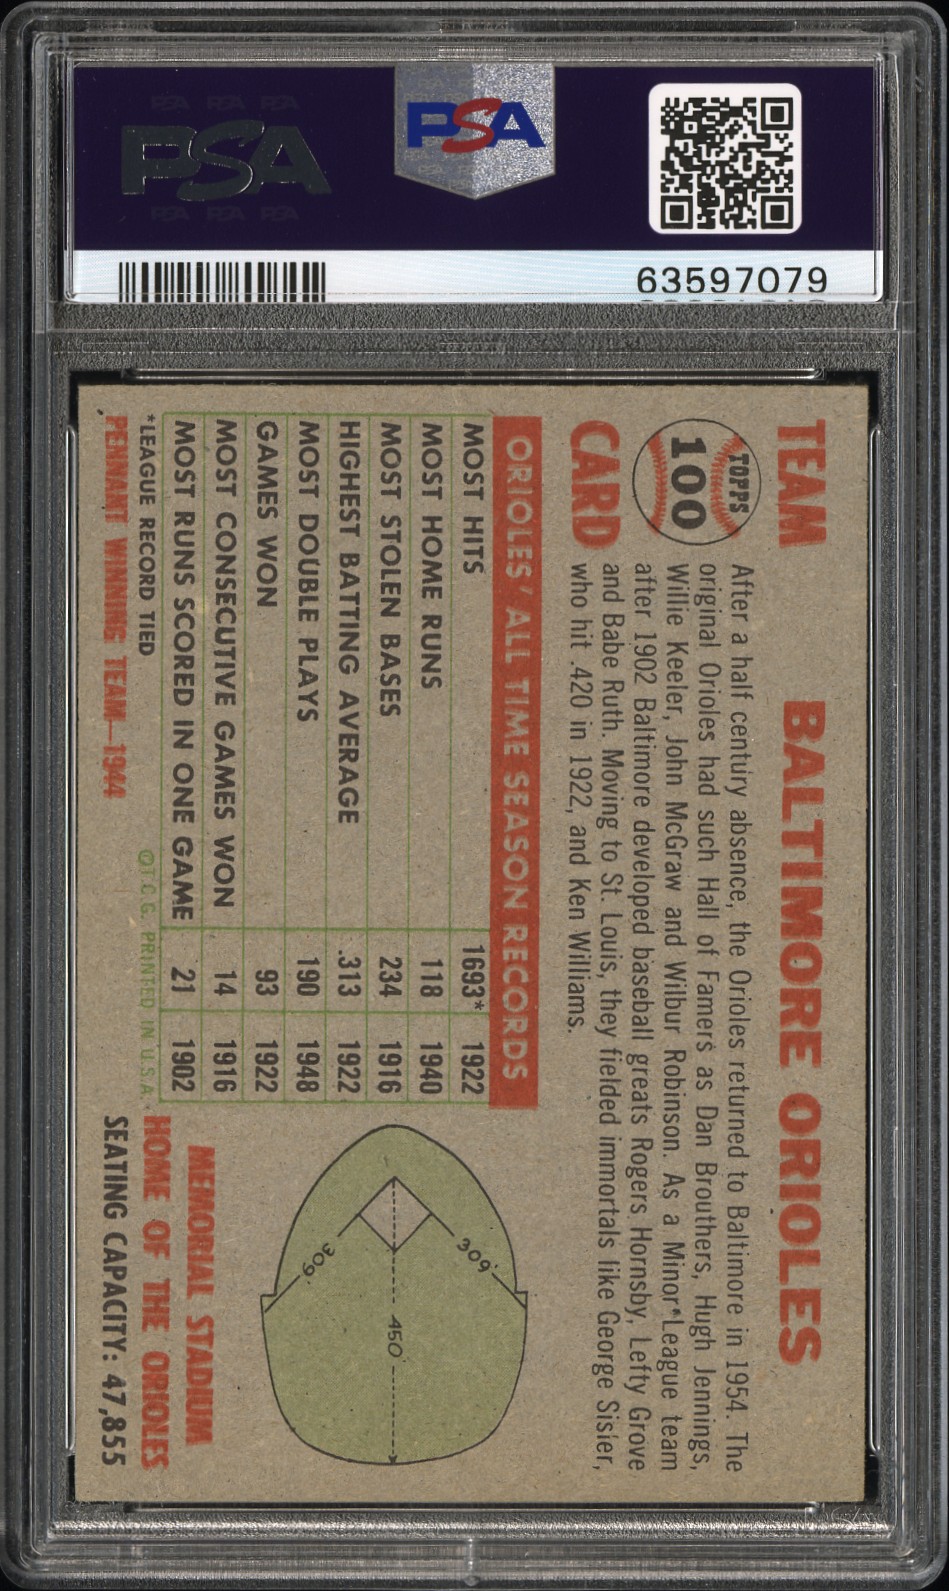 PSA PSA PSA
PSA
PSA PSA PSA
PSA
63597079
TEAM
TOPPS
100
CARD
BALTIMORE ORIOLES
After a half century absence, the Orioles returned to Baltimore in 1954. The
original Orioles had such Hall of Famers as Dan Brouthers, Hugh Jennings,
Willie Keeler, John McGraw and Wilbur Robinson. As a Minor League team
after 1902 Baltimore developed baseball greats Rogers Hornsby, Lefty Grove
and Babe Ruth. Moving to St. Louis, they fielded immortals like George Sisler,
who hit .420 in 1922, and Ken Williams.
ORIOLES' ALL TIME SEASON RECORDS
MOST HITS 1693* 1922
MOST HOME RUNS 118 1940
MOST STOLEN BASES 234 1916
HIGHEST BATTING AVERAGE .313 1922
MOST DOUBLE PLAYS 190 1948
GAMES WON 93 1922
MOST CONSECUTIVE GAMES WON 14 1916
MOST RUNS SCORED IN ONE GAME 21 1902
*LEAGUE RECORD TIED
©T.C.G. PRINTED IN U.S.A.
PENNANT WINNING TEAM—1944
309'
450'
309'
MEMORIAL STADIUM
HOME OF THE ORIOLES
SEATING CAPACITY: 47,855